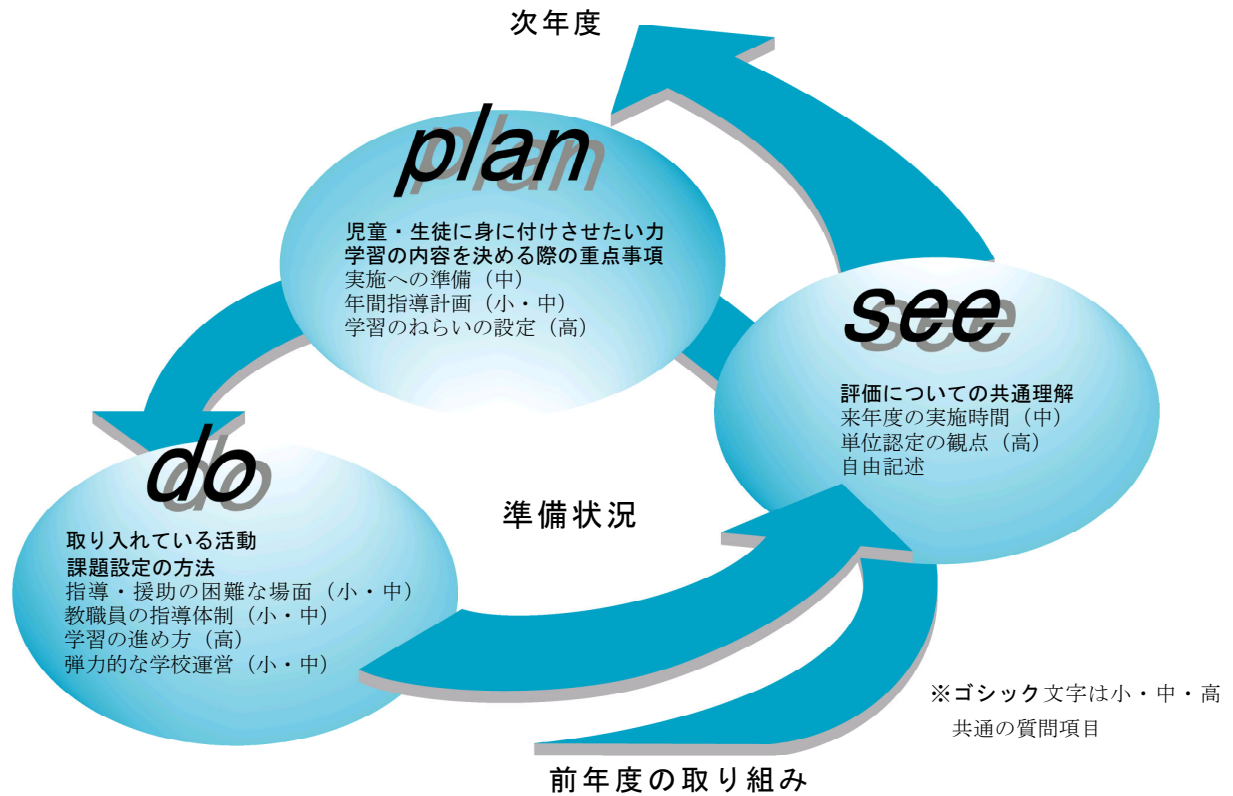 次年度
plan
児童・生徒に身に付けさせたい力
学習の内容を決める際の重点事項
実施への準備（中）
年間指導計画（小・中）
学習のねらいの設定（高）
see
評価についての共通理解
来年度の実施時間（中）
単位認定の観点（高）
自由記述
do
取り入れている活動
課題設定の方法
指導・援助の困難な場面（小・中）
教職員の指導体制（小・中）
学習の進め方（高）
弾力的な学校運営（小・中）
準備状況
※ゴシック文字は小・中・高
共通の質問項目
前年度の取り組み